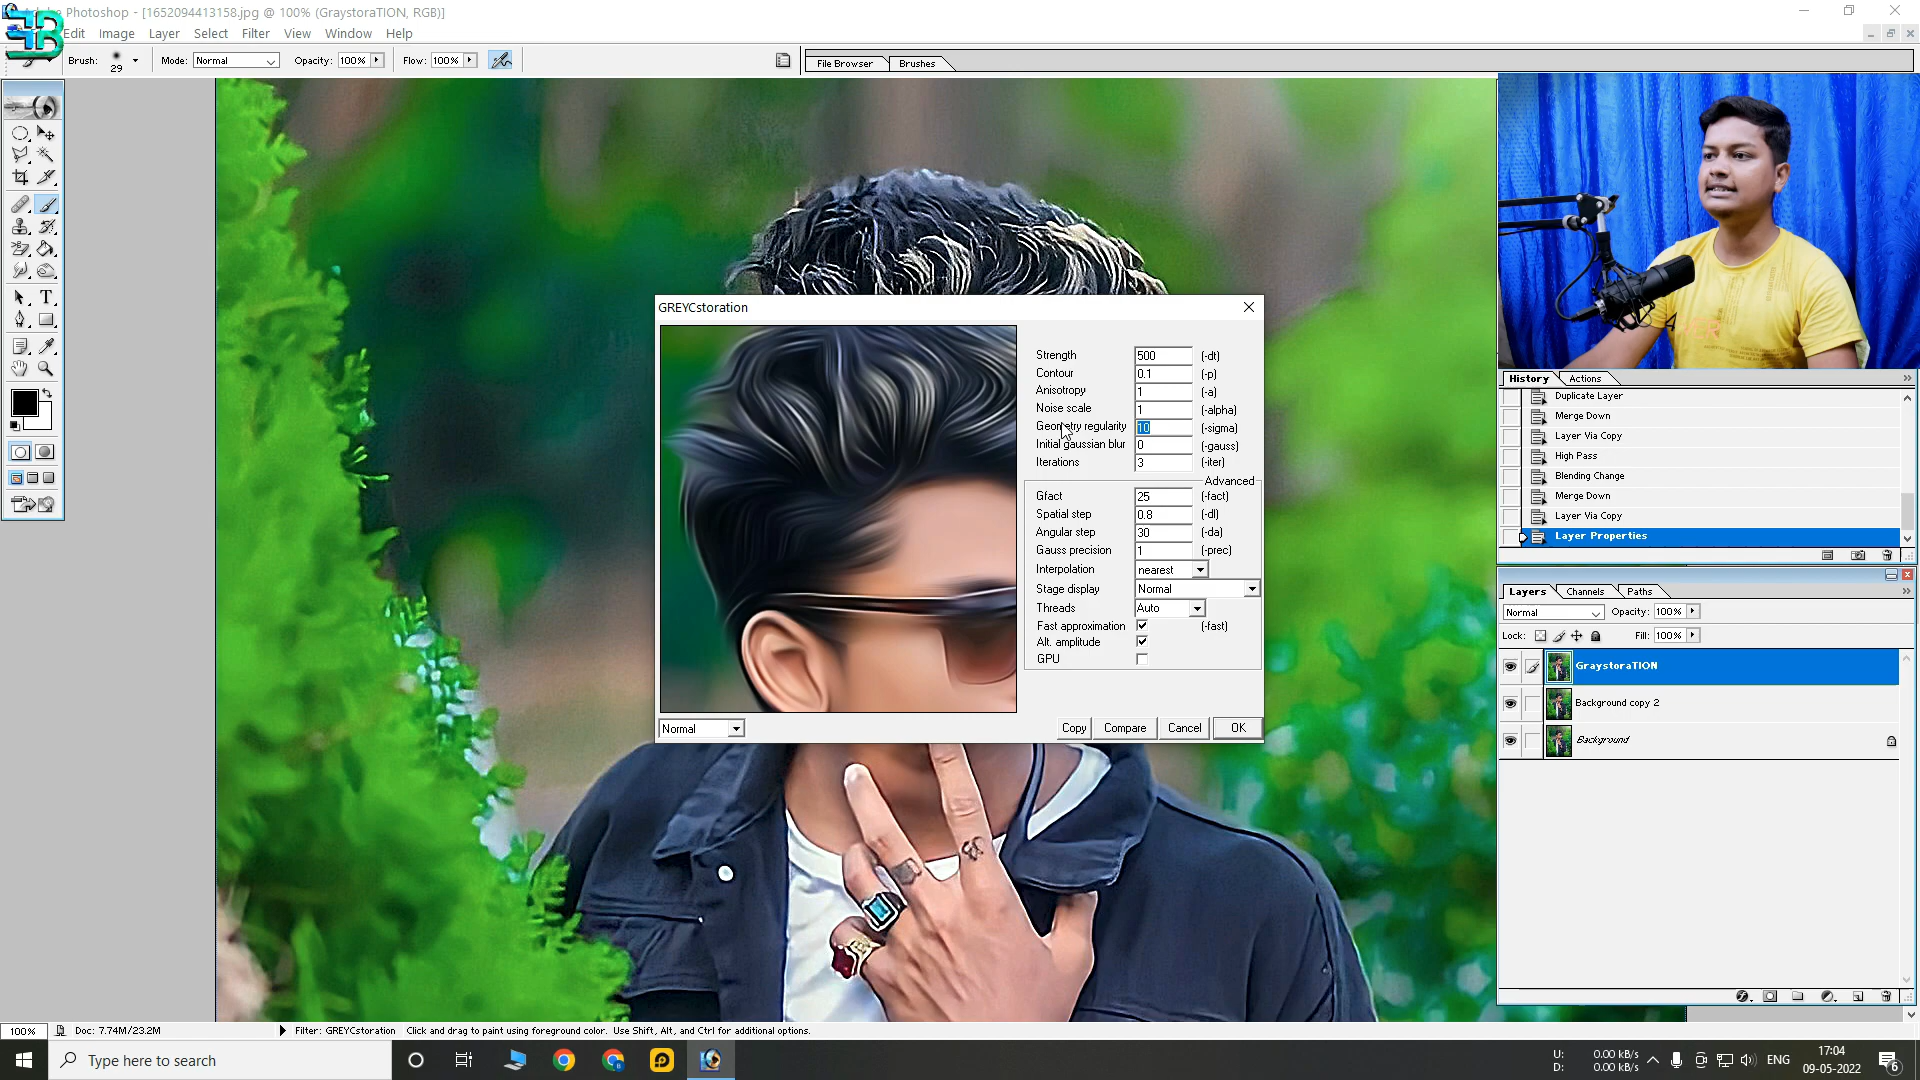 Adobe Photoshop - [1652094413158.jpg @ 100% (GraystoraTION, RGB)]
Edit Image Layer Select Filter View Window Help
Brush: 29 Mode: Normal Opacity: 100% Flow: 100% File Browser Brushes
GREYCstoration
Strength 500 (-dt)
Contour 0.1 (-p)
Anisotropy 1 (-a)
Noise scale 1 (-alpha)
Geometry regularity 10 (-sigma)
Initial gaussian blur 0 (-gauss)
Iterations 3 (-iter)
Advanced
Gfact 25 (-fact)
Spatial step 0.8 (-dl)
Angular step 30 (-da)
Gauss precision 1 (-prec)
Interpolation nearest
Stage display Normal
Threads Auto
Fast approximation (-fast)
Alt. amplitude
GPU
Normal Copy Compare Cancel OK
History Actions
Duplicate Layer
Merge Down
Layer Via Copy
High Pass
Blending Change
Merge Down
Layer Via Copy
Layer Properties
Layers Channels Paths
Normal Opacity: 100%
Lock: Fill: 100%
GraystoraTION
Background copy 2
Background
100% Doc: 7.74M/23.2M Filter: GREYCstoration Click and drag to paint using foreground color. Use Shift, Alt, and Ctrl for additional options.
Type here to search
U: 0.00 kB/s
D: 0.00 kB/s
ENG
17:04
09-05-2022
6